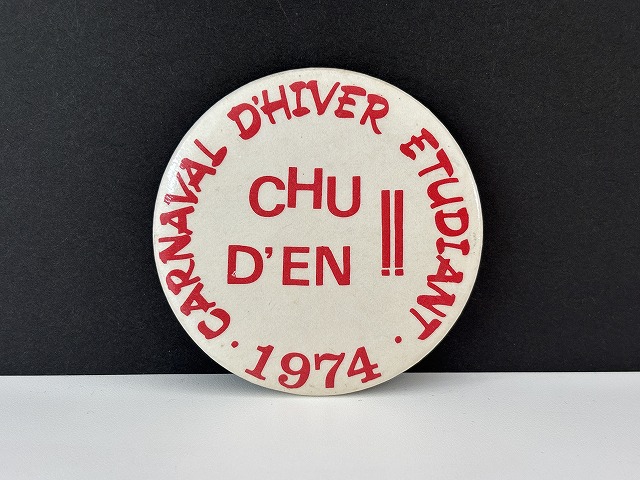 CARNAVAL D'HIVER ETUDIANT
CHU
D'EN !!
· 1974 ·